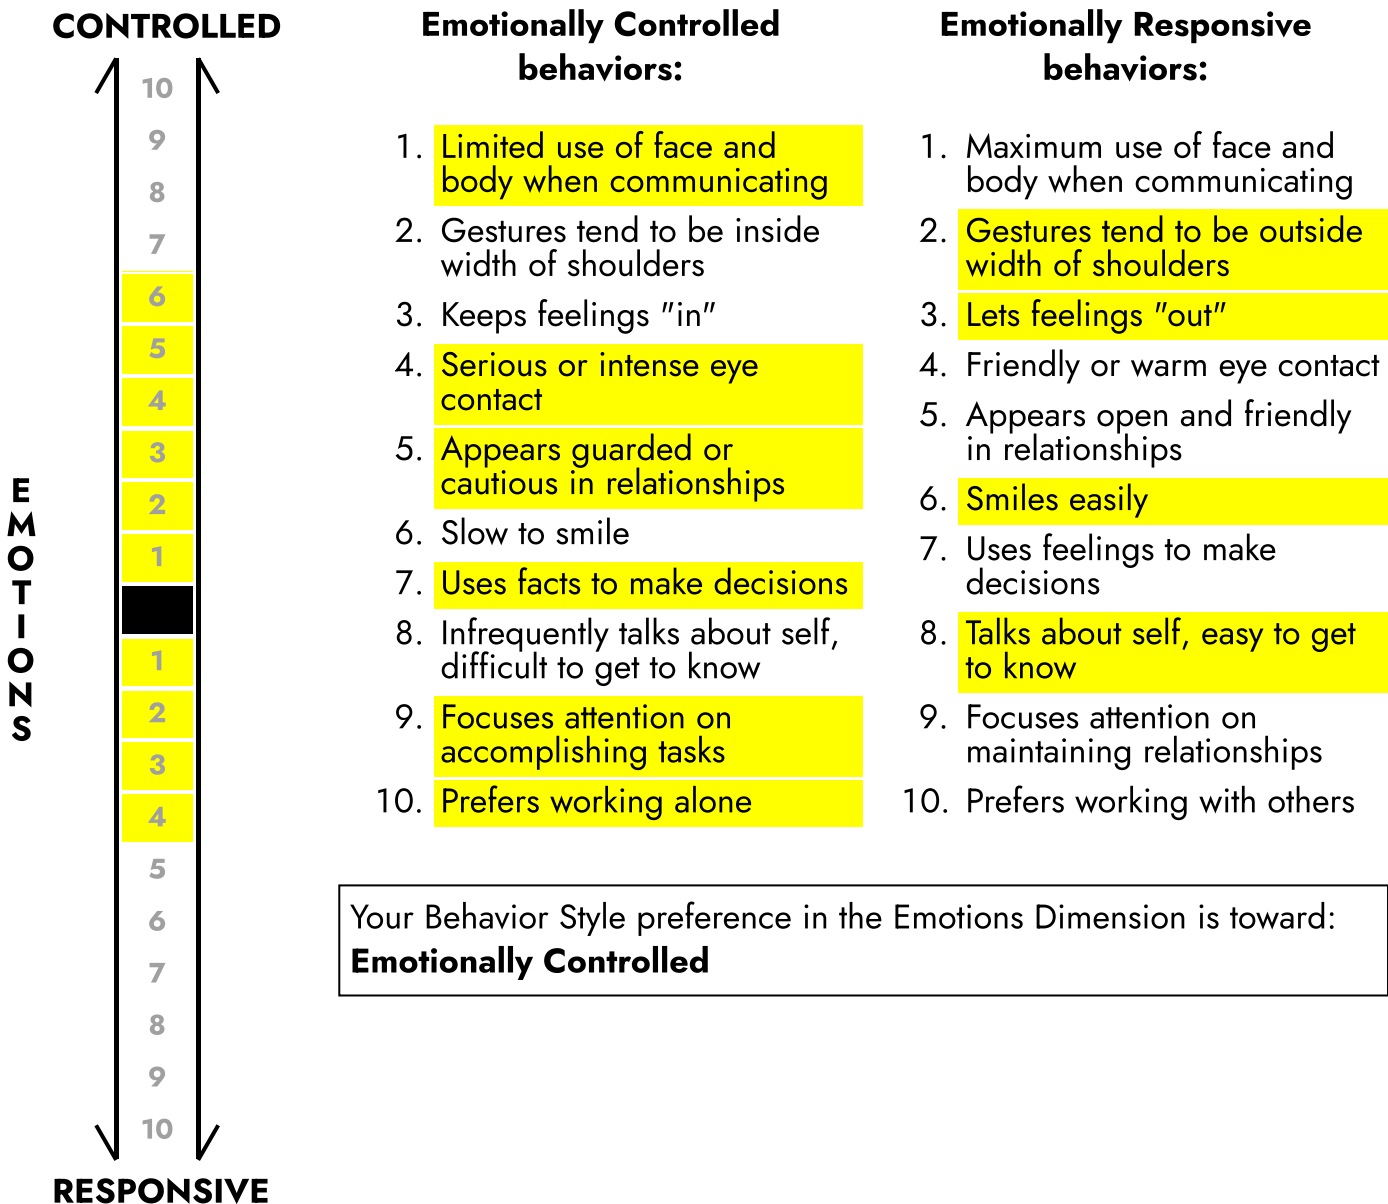 CONTROLLED
10
9
8
7
6
5
4
3
2
1
1
2
3
4
5
6
7
8
9
10
RESPONSIVE
EMOTIONS
Emotionally Controlled
behaviors:
1. Limited use of face and
body when communicating
2. Gestures tend to be inside
width of shoulders
3. Keeps feelings "in"
4. Serious or intense eye
contact
5. Appears guarded or
cautious in relationships
6. Slow to smile
7. Uses facts to make decisions
8. Infrequently talks about self,
difficult to get to know
9. Focuses attention on
accomplishing tasks
10. Prefers working alone
Emotionally Responsive
behaviors:
1. Maximum use of face and
body when communicating
2. Gestures tend to be outside
width of shoulders
3. Lets feelings "out"
4. Friendly or warm eye contact
5. Appears open and friendly
in relationships
6. Smiles easily
7. Uses feelings to make
decisions
8. Talks about self, easy to get
to know
9. Focuses attention on
maintaining relationships
10. Prefers working with others
Your Behavior Style preference in the Emotions Dimension is toward:
Emotionally Controlled